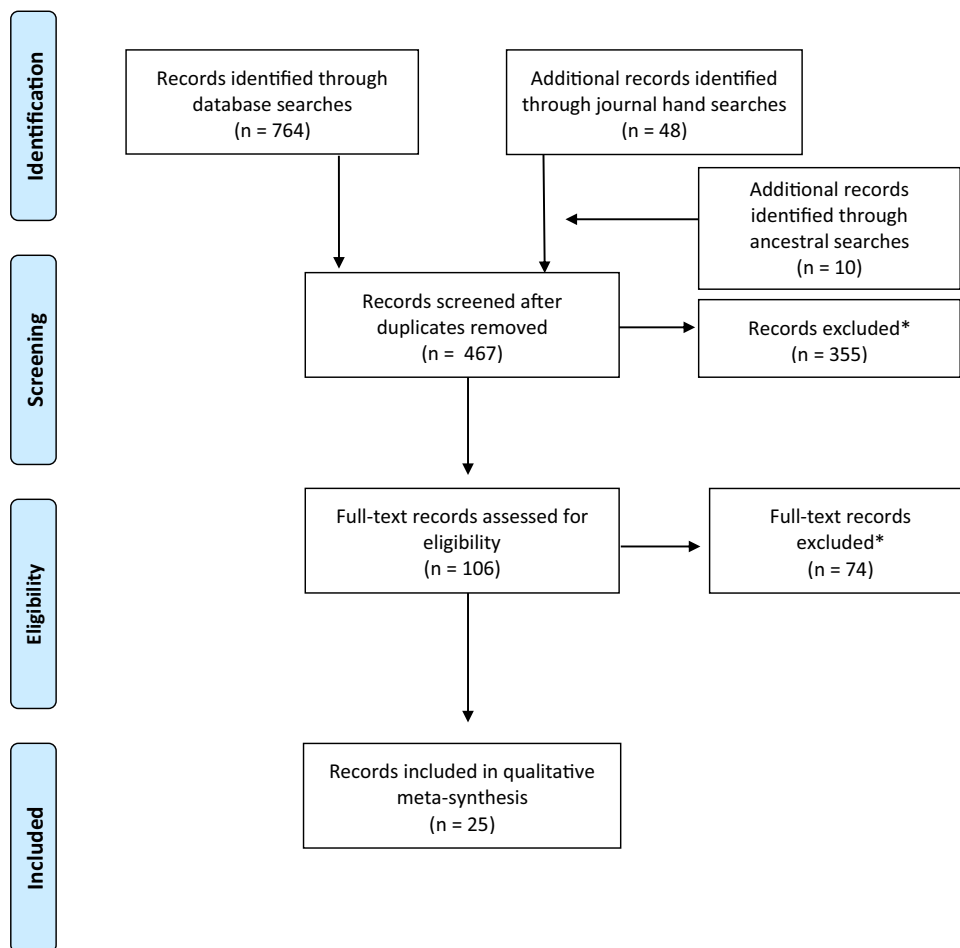 Identification
Records identified through
database searches
(n = 764)
Additional records identified
through journal hand searches
(n = 48)
Additional records
identified through
ancestral searches
(n = 10)
Screening
Records screened after
duplicates removed
(n = 467)
Records excluded*
(n = 355)
Eligibility
Full-text records assessed for
eligibility
(n = 106)
Full-text records
excluded*
(n = 74)
Included
Records included in qualitative
meta-synthesis
(n = 25)